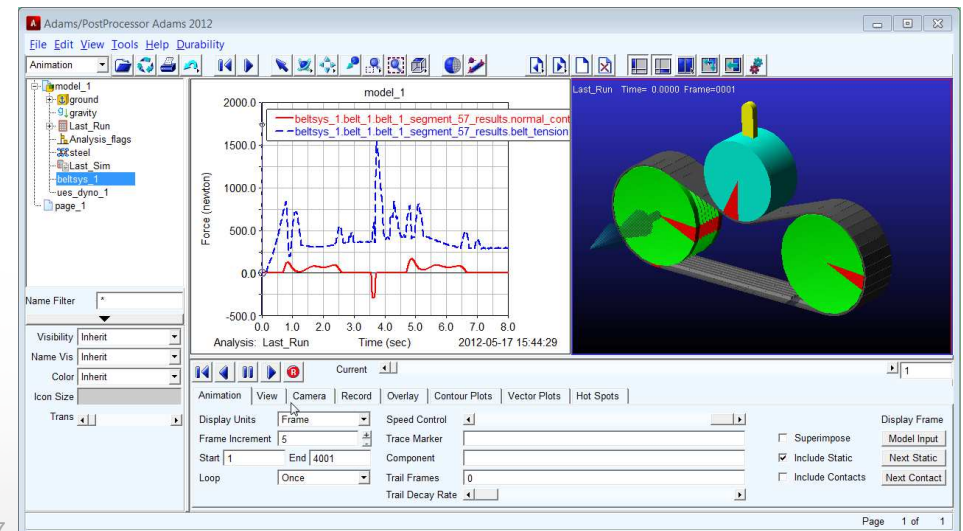 Adams/PostProcessor Adams 2012
File Edit View Tools Help Durability
Animation
model_1
ground
gravity
Last_Run
Analysis_flags
steel
Last_Sim
beltsys_1
ues_dyno_1
page_1
Name Filter *
Visibility Inherit
Name Vis Inherit
Color Inherit
Icon Size
Trans
model_1
beltsys_1.belt_1.belt_1_segment_57_results.normal_cont
beltsys_1.belt_1.belt_1_segment_57_results.belt_tension
Force (newton)
2000.0
1500.0
1000.0
500.0
0.0
-500.0
0.0 1.0 2.0 3.0 4.0 5.0 6.0 7.0 8.0
Analysis: Last_Run Time (sec) 2012-05-17 15:44:29
Last_Run Time= 0.0000 Frame=0001
Current 1
Animation View Camera Record Overlay Contour Plots Vector Plots Hot Spots
Display Units Frame Speed Control Display Frame
Frame Increment 5 Trace Marker Superimpose Model Input
Start 1 End 4001 Component Include Static Next Static
Loop Once Trail Frames 0 Include Contacts Next Contact
Trail Decay Rate
Page 1 of 1